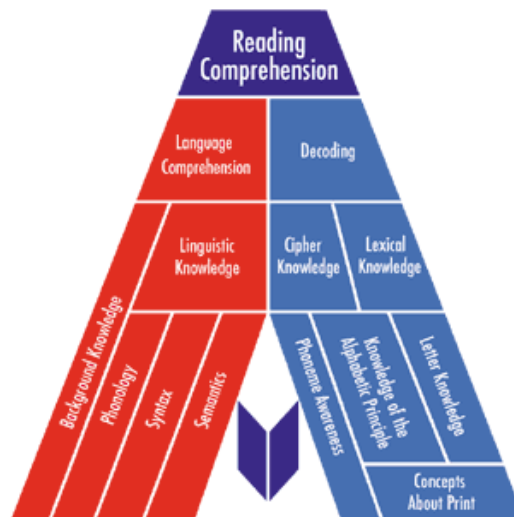 Reading
Comprehension
Language
Comprehension
Decoding
Linguistic
Knowledge
Cipher
Knowledge
Lexical
Knowledge
Background Knowledge
Phonology
Syntax
Semantics
Phoneme Awareness
Knowledge of the
Alphabetic Principle
Letter Knowledge
Concepts
About Print